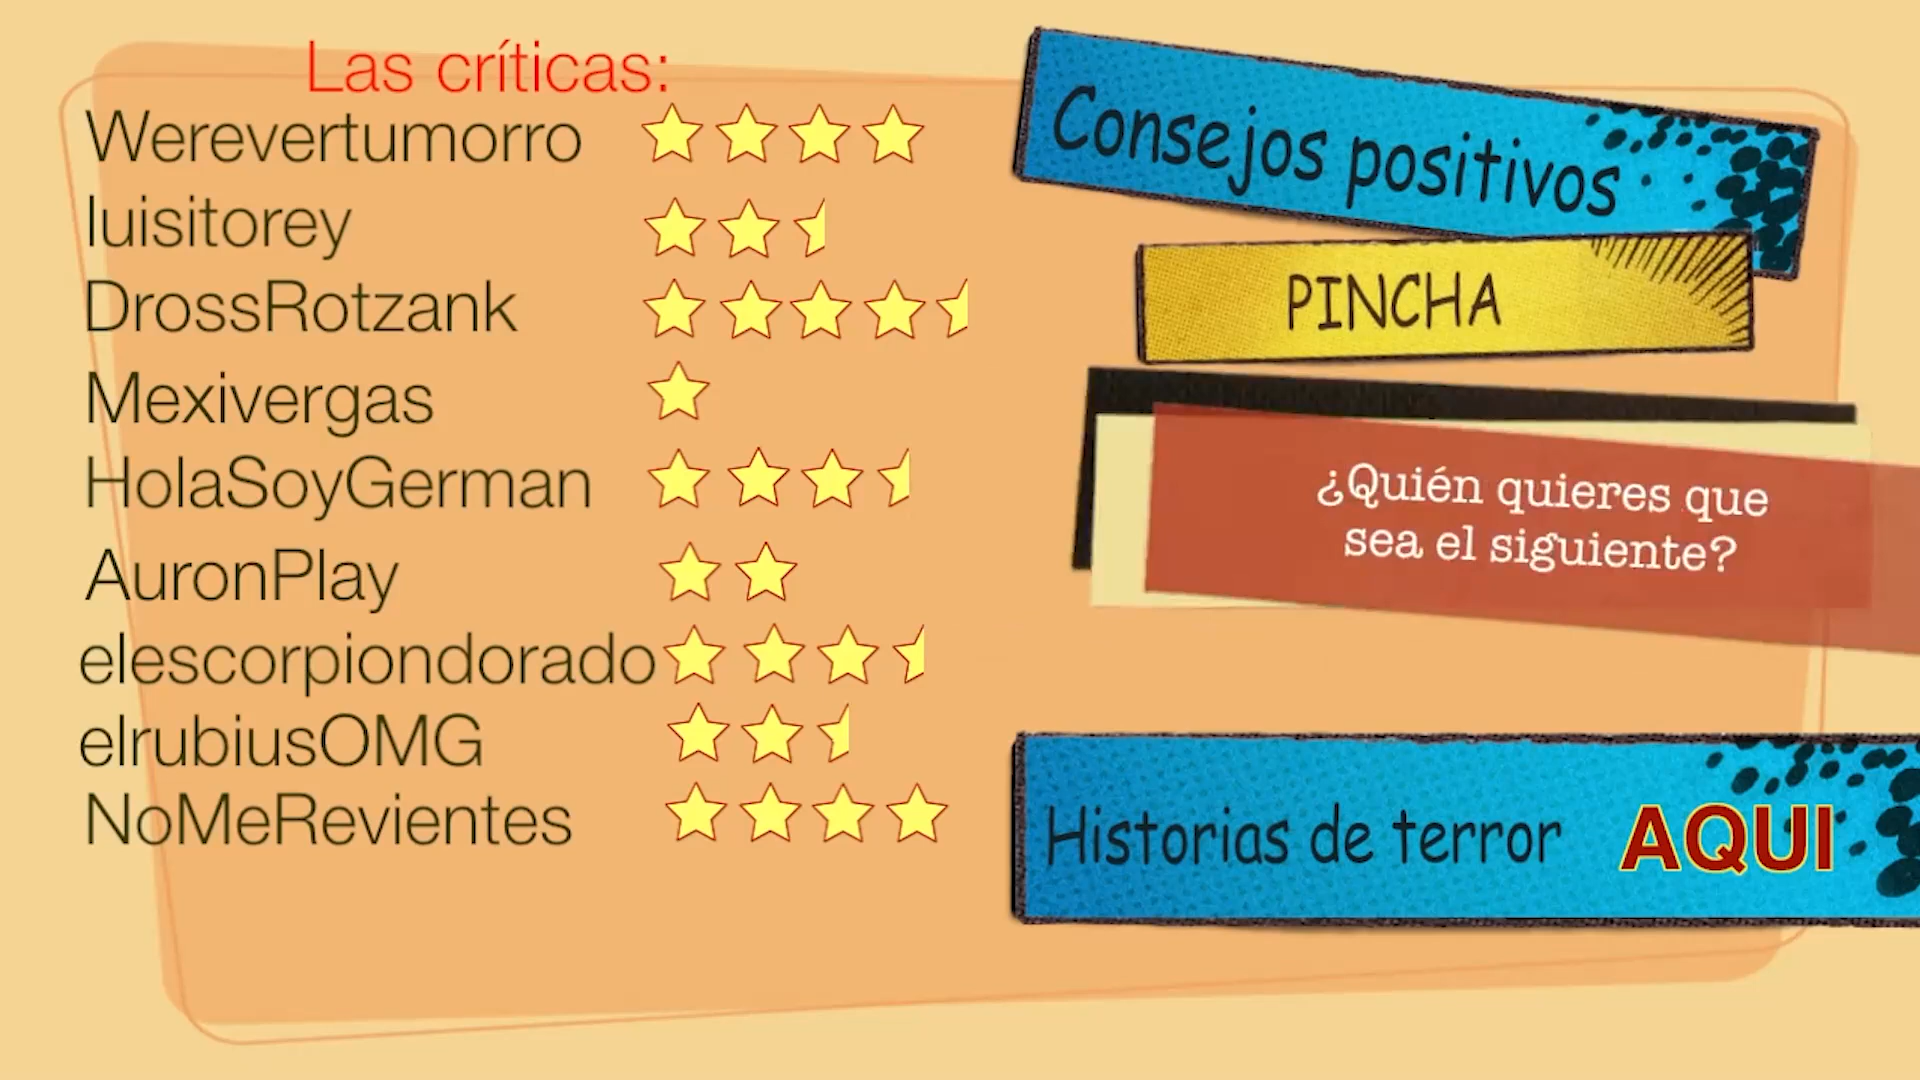 Las críticas:
Werevertumorro
luisitorey
DrossRotzank
Mexivergas
HolaSoyGerman
AuronPlay
elescorpiondorado
elrubiusOMG
NoMeRevientes
Consejos positivos
PINCHA
¿Quién quieres que
sea el siguiente?
Historias de terror AQUI